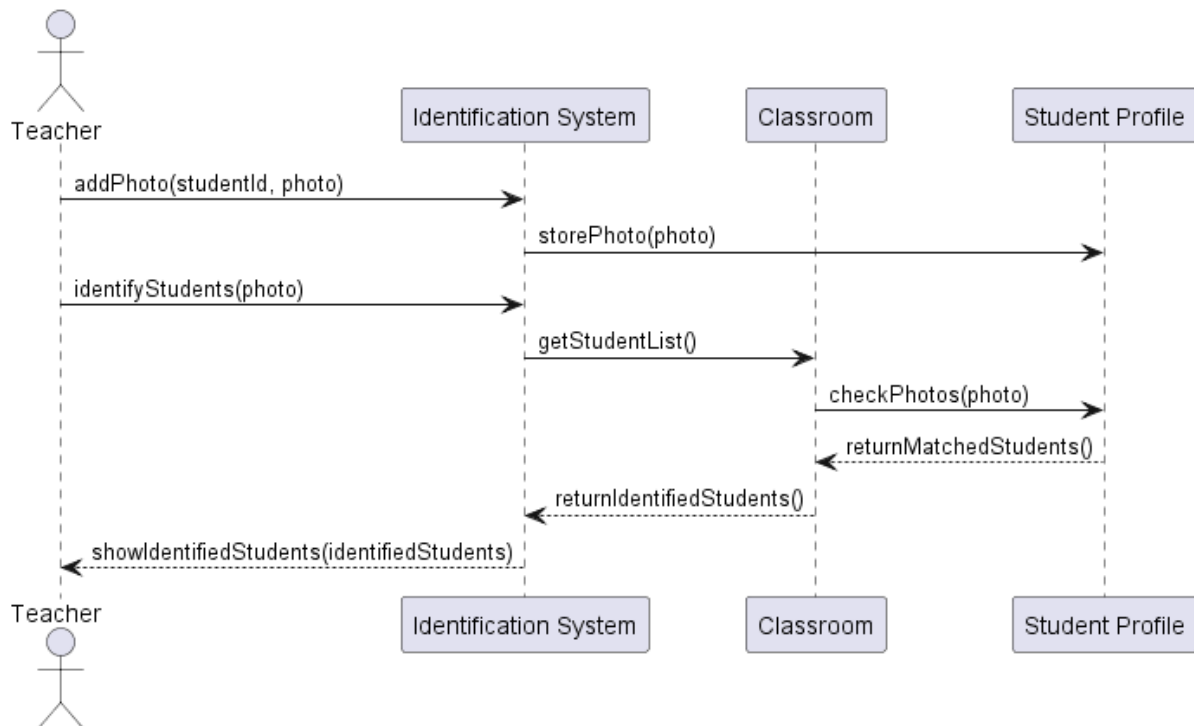 Teacher
Identification System
Classroom
Student Profile
addPhoto(studentId, photo)
storePhoto(photo)
identifyStudents(photo)
getStudentList()
checkPhotos(photo)
returnMatchedStudents()
returnIdentifiedStudents()
showIdentifiedStudents(identifiedStudents)
Teacher
Identification System
Classroom
Student Profile